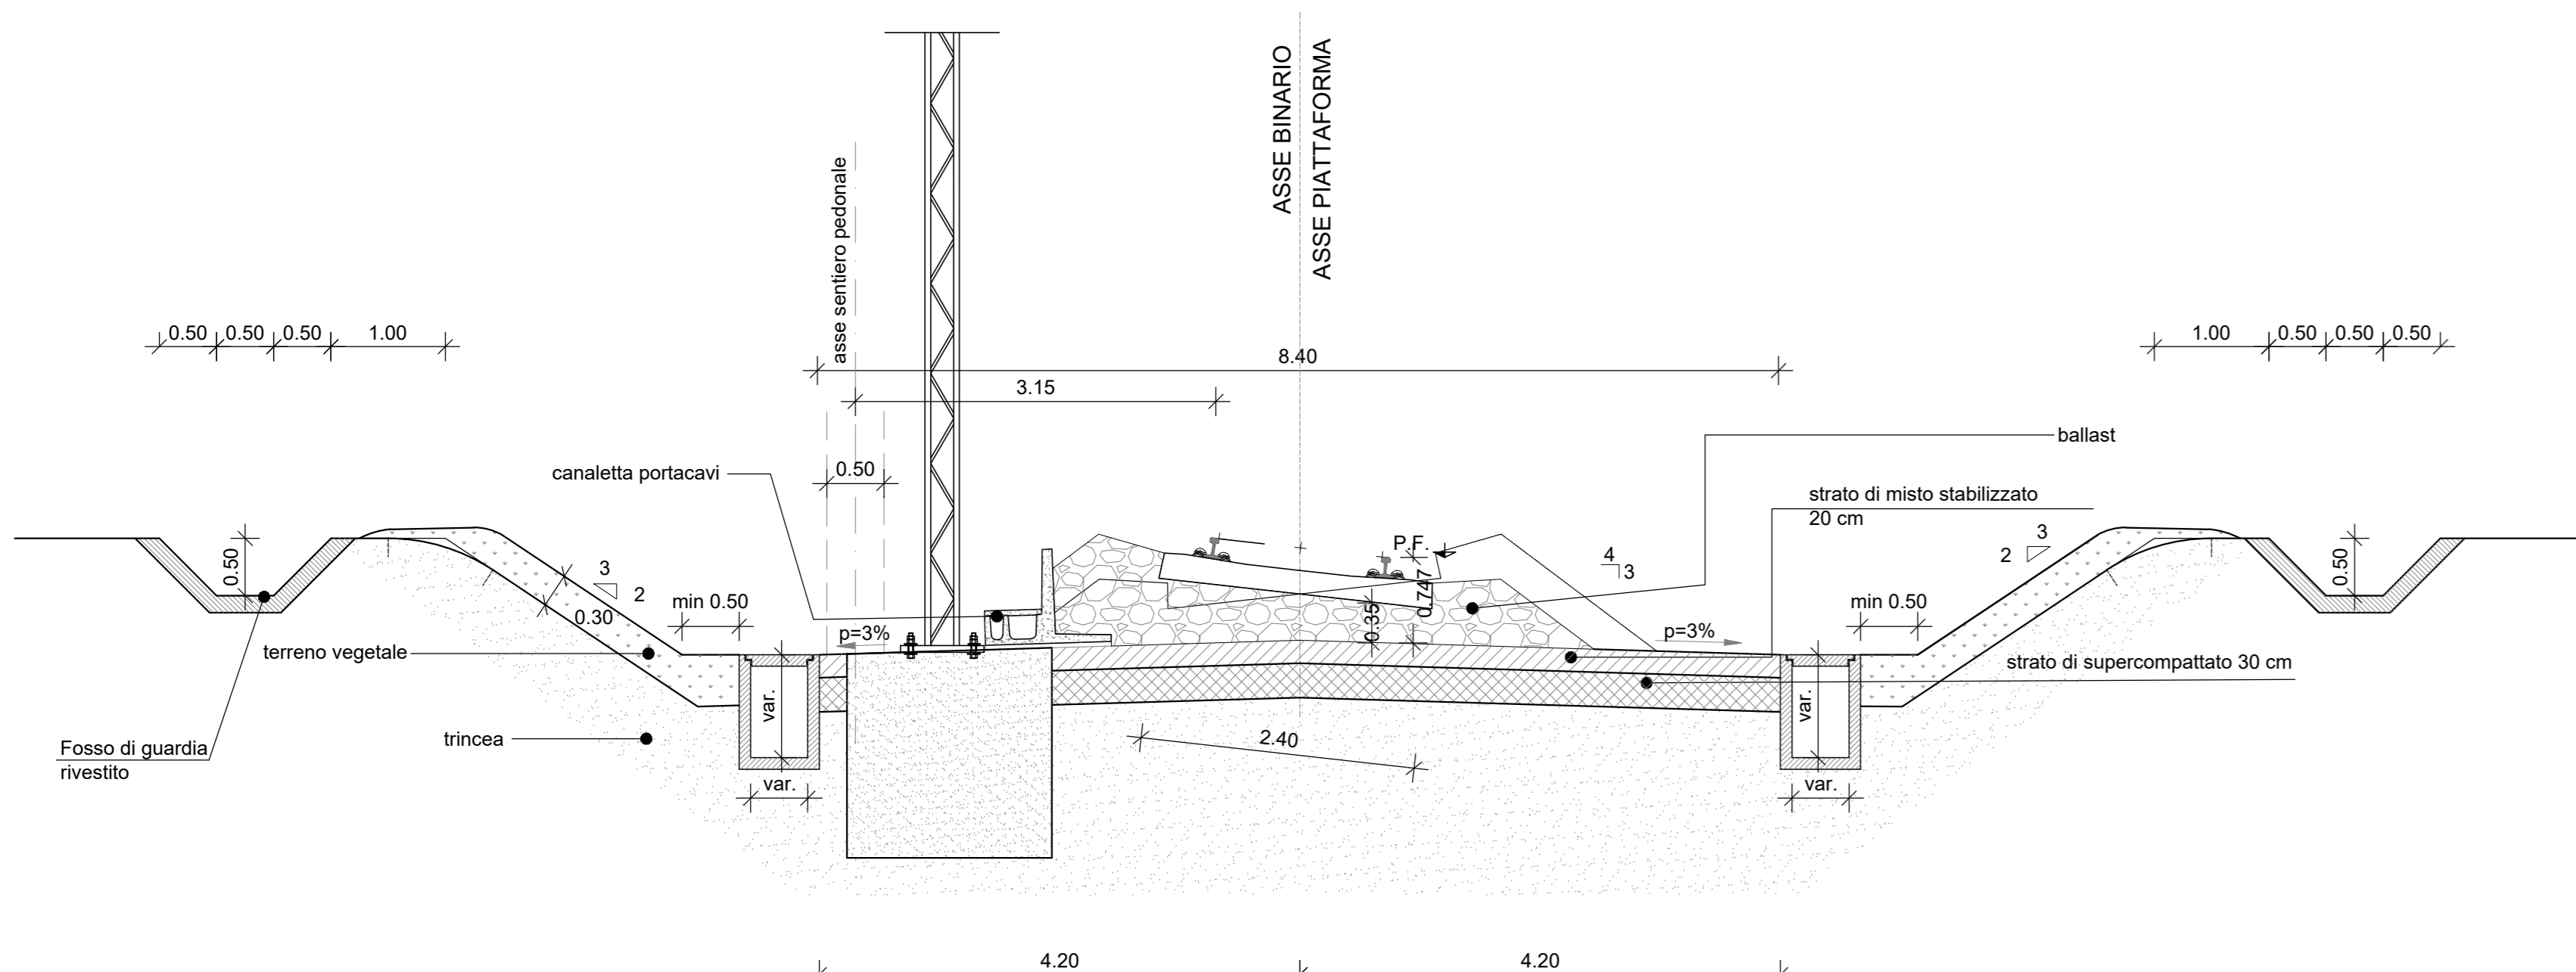 ASSE BINARIO
ASSE PIATTAFORMA
asse sentiero pedonale
0.50 0.50 0.50 1.00
8.40
1.00 0.50 0.50 0.50
3.15
ballast
canaletta portacavi
0.50
strato di misto stabilizzato
20 cm
P.F.
4
3
3
2
3
2
0.50
0.50
0.30
min 0.50
min 0.50
0.747
0.35
p=3%
p=3%
terreno vegetale
strato di supercompattato 30 cm
var.
var.
trincea
2.40
Fosso di guardia
rivestito
var.
var.
4.20
4.20